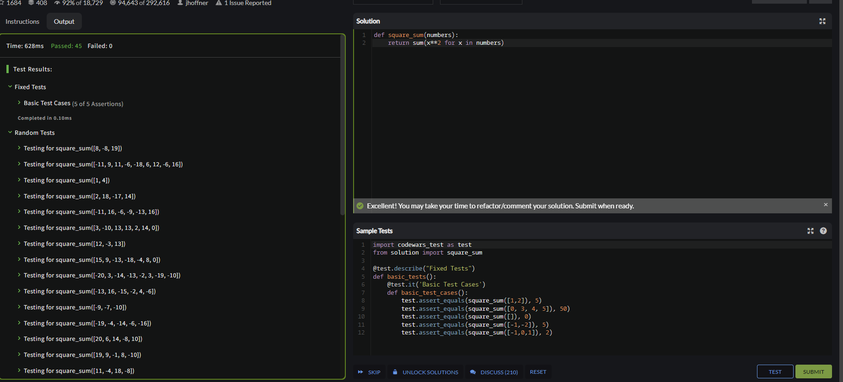 1684 408 92% of 18,729 94,643 of 292,616 jhoffner 1 Issue Reported
Instructions Output
Time: 628ms Passed: 45 Failed: 0
Test Results:
Fixed Tests
Basic Test Cases (5 of 5 Assertions)
Completed in 0.10ms
Random Tests
Testing for square_sum([8, -8, 19])
Testing for square_sum([-11, 9, 11, -6, -18, 6, 12, -6, 16])
Testing for square_sum([1, 4])
Testing for square_sum([2, 18, -17, 14])
Testing for square_sum([-11, 16, -6, -9, -13, 16])
Testing for square_sum([3, -10, 13, 13, 2, 14, 0])
Testing for square_sum([12, -3, 13])
Testing for square_sum([15, 9, -13, -18, -4, 8, 0])
Testing for square_sum([-20, 3, -14, -13, -2, 3, -19, -10])
Testing for square_sum([-13, 16, -15, -2, 4, -6])
Testing for square_sum([-9, -7, -10])
Testing for square_sum([-19, -4, -14, -6, -16])
Testing for square_sum([20, 6, 14, -8, 10])
Testing for square_sum([19, 9, -1, 8, -10])
Testing for square_sum([11, -4, 18, -8])
Solution
1 def square_sum(numbers):
2 return sum(x**2 for x in numbers)
Excellent! You may take your time to refactor/comment your solution. Submit when ready.
Sample Tests
1 import codewars_test as test
2 from solution import square_sum
3
4 @test.describe("Fixed Tests")
5 def basic_tests():
6 @test.it('Basic Test Cases')
7 def basic_test_cases():
8 test.assert_equals(square_sum([1,2]), 5)
9 test.assert_equals(square_sum([0, 3, 4, 5]), 50)
10 test.assert_equals(square_sum([]), 0)
11 test.assert_equals(square_sum([-1,-2]), 5)
12 test.assert_equals(square_sum([-1,0,1]), 2)
SKIP UNLOCK SOLUTIONS DISCUSS (210) RESET TEST SUBMIT